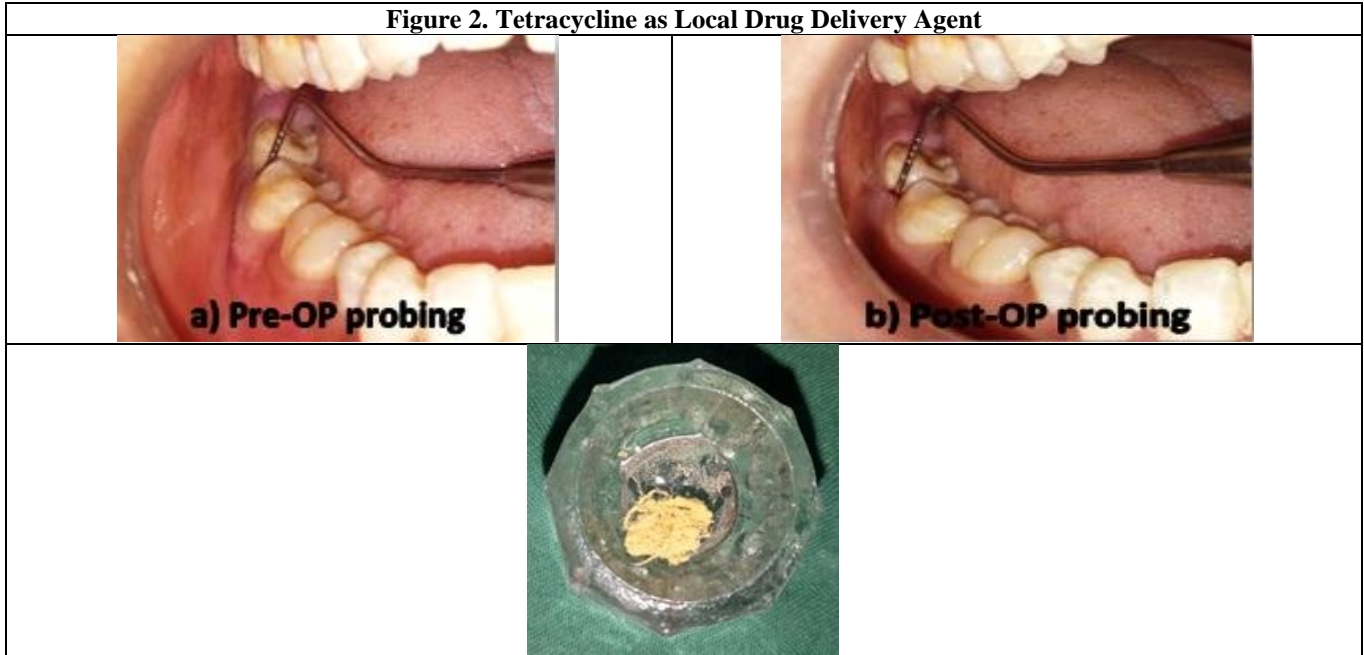 Figure 2. Tetracycline as Local Drug Delivery Agent
a) Pre-OP probing
b) Post-OP probing